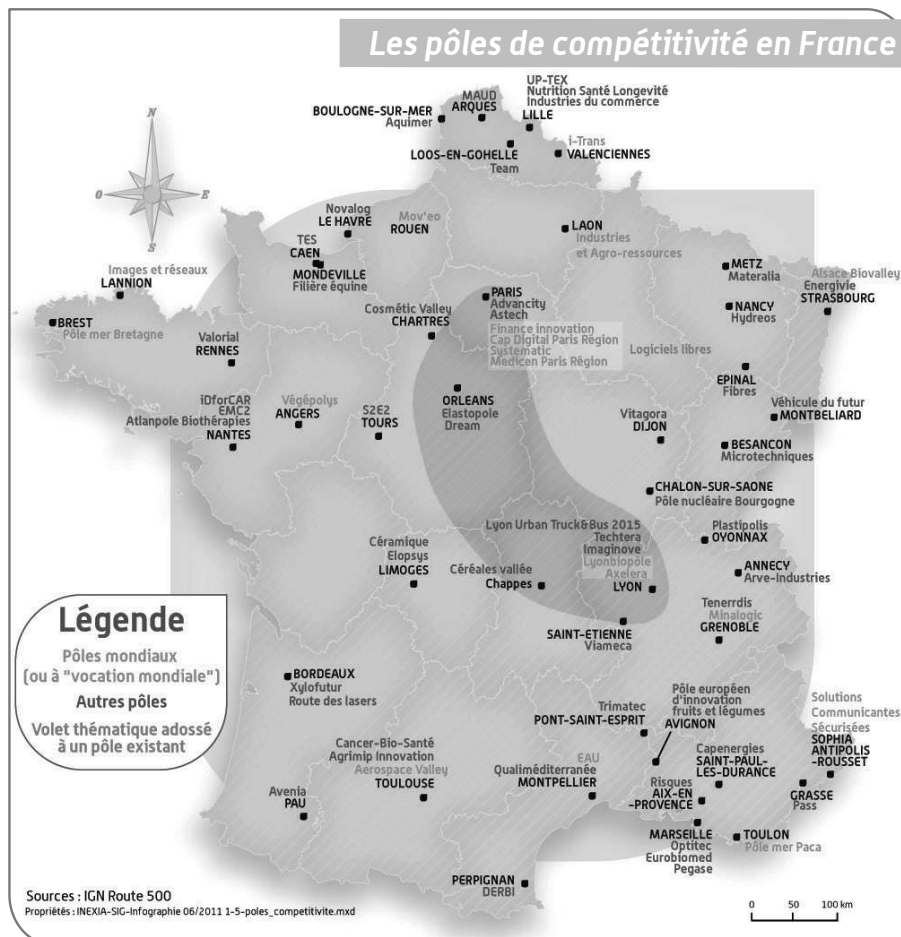 Les pôles de compétitivité en France
UP-TEX
Nutrition Santé Longevité
Industries du commerce
LILLE
MAUD
ARQUES
BOULOGNE-SUR-MER
Aquimer
i-Trans
VALENCIENNES
LOOS-EN-GOHELLE
Team
N
O
E
S
Novalog
LE HAVRE
Mov'eo
ROUEN
LAON
Industries
et Agro-ressources
TES
CAEN
MONDEVILLE
Filière équine
METZ
Materalia
Alsace Biovalley
Energivie
STRASBOURG
Images et réseaux
LANNION
PARIS
Advancity
Astech
Finance innovation
Cap Digital Paris Région
Systematic
Medicen Paris Région
NANCY
Hydreos
Cosmétic Valley
CHARTRES
BREST
Pôle mer Bretagne
Valorial
RENNES
Logiciels libres
EPINAL
Fibres
ORLEANS
Elastopole
Dream
iDforCAR
EMC2
Atlanpole Biothérapies
NANTES
Végépolys
ANGERS
S2E2
TOURS
Vitagora
DIJON
Véhicule du futur
MONTBELIARD
BESANCON
Microtechniques
CHALON-SUR-SAONE
Pôle nucléaire Bourgogne
Lyon Urban Truck&Bus 2015
Techtera
Imaginove
Lyonbiopole
Axelera
LYON
Plastipolis
OYONNAX
Céramique
Elopsys
LIMOGES
Céréales vallée
Chappes
ANNECY
Arve-Industries
Tenerrdis
Minalogic
GRENOBLE
SAINT-ETIENNE
Viameca
Légende
Pôles mondiaux
(ou à "vocation mondiale")
Autres pôles
Volet thématique adossé
à un pôle existant
BORDEAUX
Xylofutur
Route des lasers
Trimatec
PONT-SAINT-ESPRIT
Pôle européen
d'innovation
fruits et légumes
AVIGNON
Solutions
Communicantes
Sécurisées
SOPHIA
ANTIPOLIS
-ROUSSET
Cancer-Bio-Santé
Agrimip Innovation
Aerospace Valley
TOULOUSE
EAU
Qualiméditerranée
MONTPELLIER
Capenergies
SAINT-PAUL-
LES-DURANCE
Risques
AIX-EN
-PROVENCE
GRASSE
Pass
Avenia
PAU
MARSEILLE
Optitec
Eurobiomed
Pegase
TOULON
Pôle mer Paca
PERPIGNAN
DERBI
Sources : IGN Route 500
Propriétés : INEXIA-SIG-Infographie 06/2011 1-5-poles_competitivite.mxd
0 50 100 km